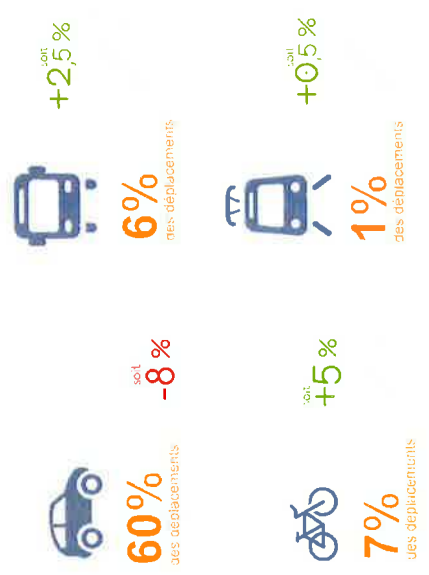 60%
des déplacements
soit
-8 %
6%
des déplacements
soit
+2,5 %
7%
des déplacements
soit
+5 %
1%
des déplacements
soit
+0,5 %